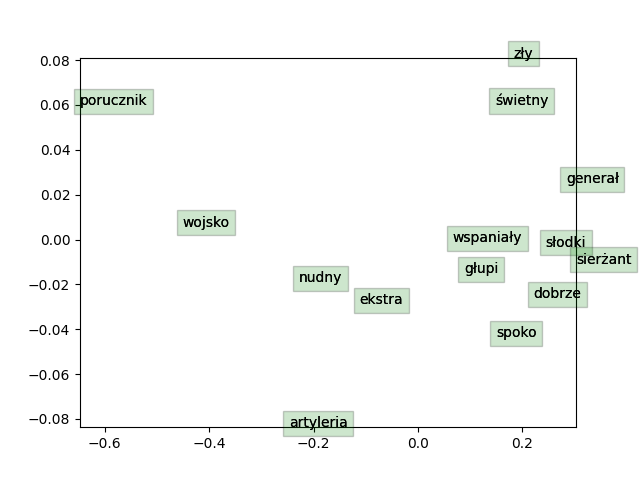 zły
0.08
porucznik
świetny
0.06
0.04
generał
0.02
wojsko
wspaniały
0.00
słodki
sierżant
głupi
nudny
−0.02
dobrze
ekstra
−0.04
spoko
−0.06
−0.08
artyleria
−0.6 −0.4 −0.2 0.0 0.2